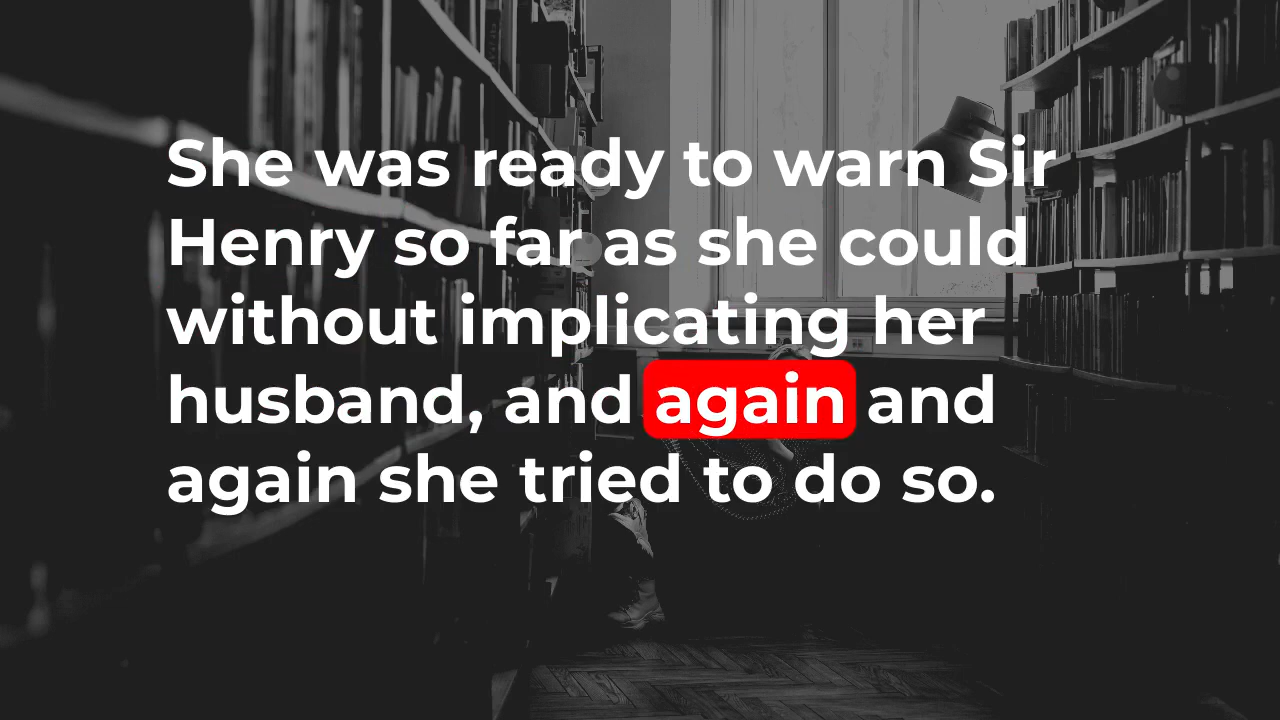 She was ready to warn Sir
Henry so far as she could
without implicating her
husband, and again and
again she tried to do so.